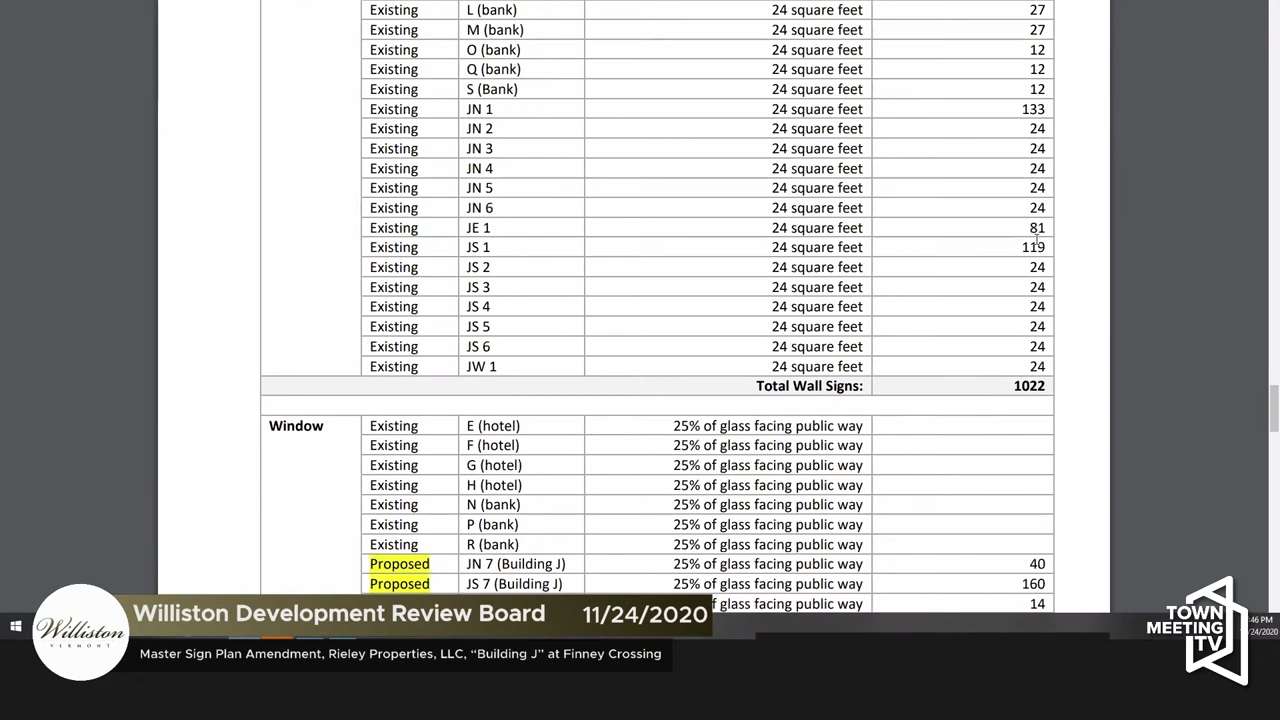 Existing L (bank) 24 square feet 27
Existing M (bank) 24 square feet 27
Existing O (bank) 24 square feet 12
Existing Q (bank) 24 square feet 12
Existing S (Bank) 24 square feet 12
Existing JN 1 24 square feet 133
Existing JN 2 24 square feet 24
Existing JN 3 24 square feet 24
Existing JN 4 24 square feet 24
Existing JN 5 24 square feet 24
Existing JN 6 24 square feet 24
Existing JE 1 24 square feet 81
Existing JS 1 24 square feet 119
Existing JS 2 24 square feet 24
Existing JS 3 24 square feet 24
Existing JS 4 24 square feet 24
Existing JS 5 24 square feet 24
Existing JS 6 24 square feet 24
Existing JW 1 24 square feet 24
Total Wall Signs: 1022
Window Existing E (hotel) 25% of glass facing public way
Existing F (hotel) 25% of glass facing public way
Existing G (hotel) 25% of glass facing public way
Existing H (hotel) 25% of glass facing public way
Existing N (bank) 25% of glass facing public way
Existing P (bank) 25% of glass facing public way
Existing R (bank) 25% of glass facing public way
Proposed JN 7 (Building J) 25% of glass facing public way 40
Proposed JS 7 (Building J) 25% of glass facing public way 160
of glass facing public way 14
Williston Development Review Board 11/24/2020
Williston
VERMONT
Master Sign Plan Amendment, Rieley Properties, LLC, “Building J” at Finney Crossing
TOWN
MEETING
TV
:46 PM
/24/2020